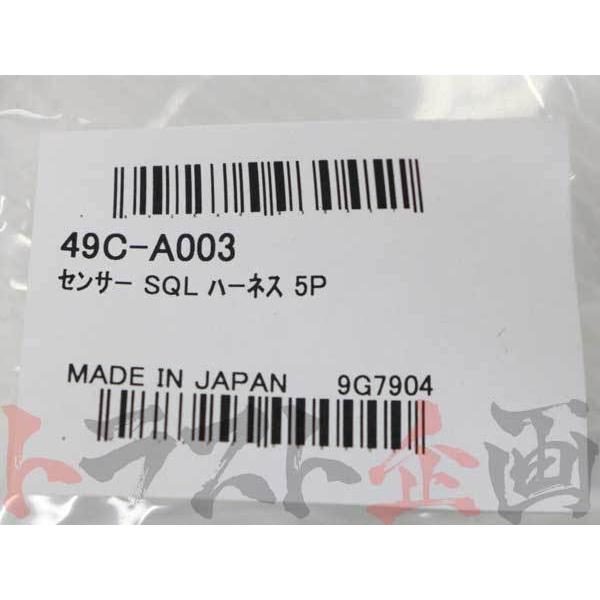 49C-A003
センサー SQL ハーネス 5P
MADE IN JAPAN 9G7904
トラスト企画